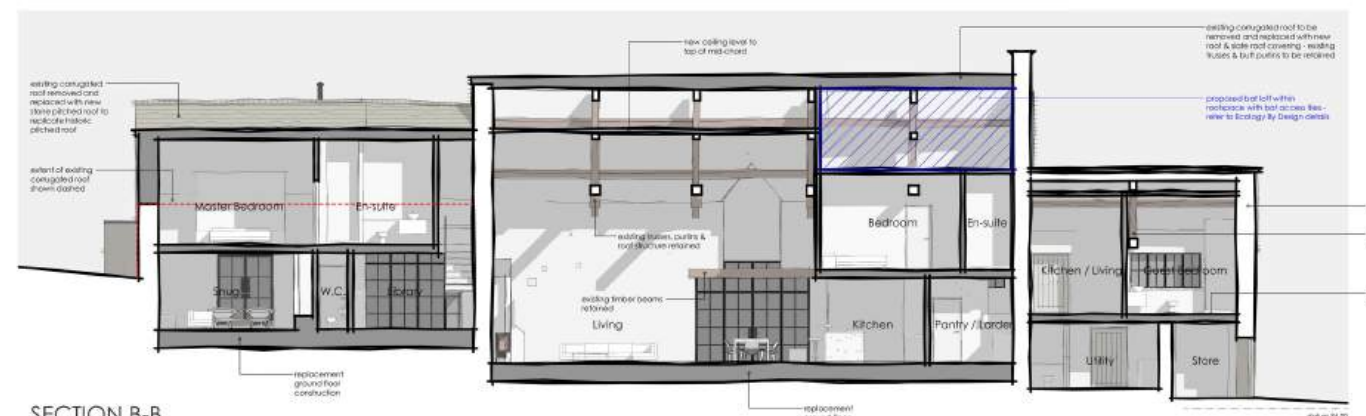 existing corrugated
roof removed and
replaced with new
stone pitched roof to
replicate historic
pitched roof
extent of existing
corrugated roof
shown dashed
new ceiling level to
top of mid-chord
existing corrugated roof to be
removed and replaced with new
roof & slate roof covering - existing
trusses & butt purlins to be retained
proposed bat loft within
roofspace with bat access tiles -
refer to Ecology By Design details
Master Bedroom
En-suite
existing trusses, purlins &
roof structure retained
Bedroom
En-suite
Snug
W.C.
Library
existing timber beams
retained
Living
Kitchen
Pantry / Larder
Kitchen / Living
Guest Bedroom
Utility
Store
replacement
ground floor
construction
replacement
SECTION B-B